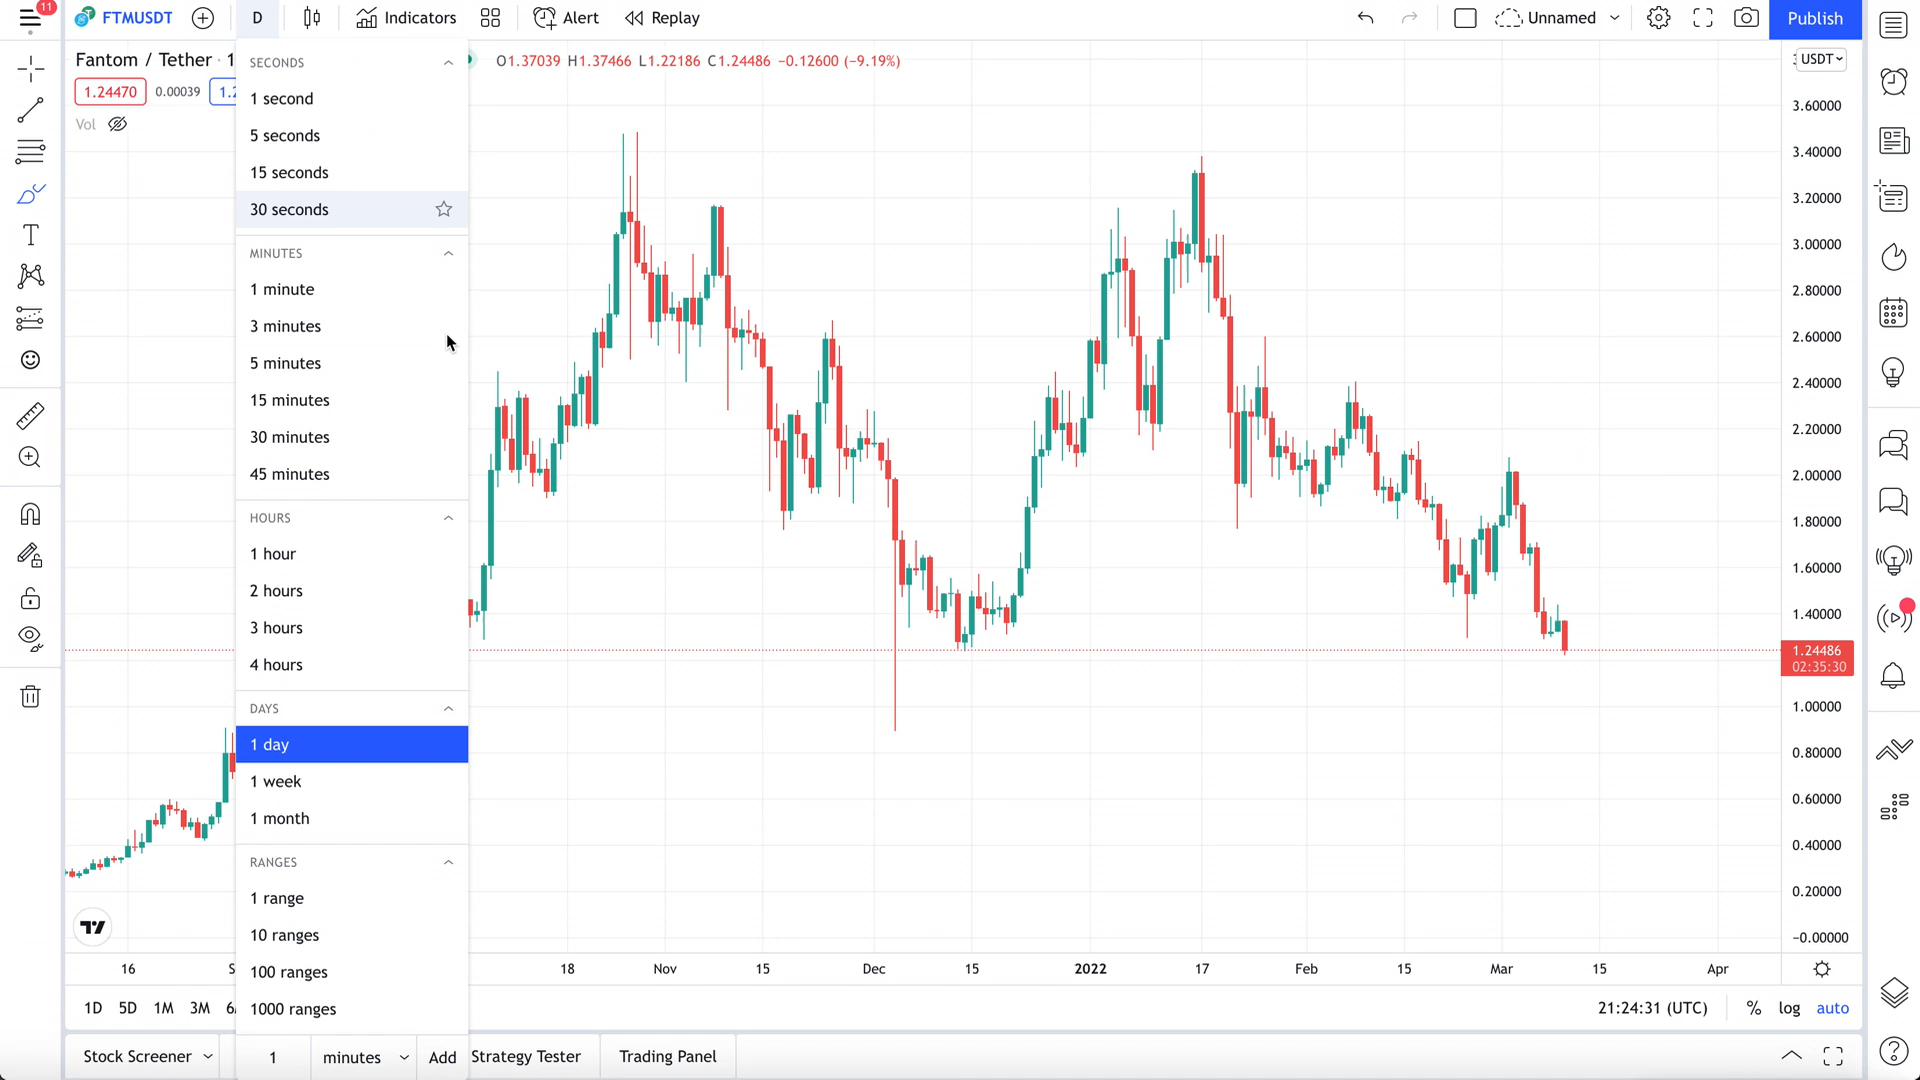 11
FTMUSDT
D
Indicators
Alert
Replay
Unnamed
Publish
Fantom / Tether · 1
O1.37039 H1.37466 L1.22186 C1.24486 −0.12600 (−9.19%)
USDT
1.24470
0.00039
1.2
Vol
SECONDS
1 second
5 seconds
15 seconds
30 seconds
MINUTES
1 minute
3 minutes
5 minutes
15 minutes
30 minutes
45 minutes
HOURS
1 hour
2 hours
3 hours
4 hours
DAYS
1 day
1 week
1 month
RANGES
1 range
10 ranges
100 ranges
1000 ranges
1
minutes
Add
3.60000
3.40000
3.20000
3.00000
2.80000
2.60000
2.40000
2.20000
2.00000
1.80000
1.60000
1.40000
1.24486
02:35:30
1.00000
0.80000
0.60000
0.40000
0.20000
−0.00000
16
S
18
Nov
15
Dec
15
2022
17
Feb
15
Mar
15
Apr
1D
5D
1M
3M
21:24:31 (UTC)
%
log
auto
Stock Screener
Strategy Tester
Trading Panel